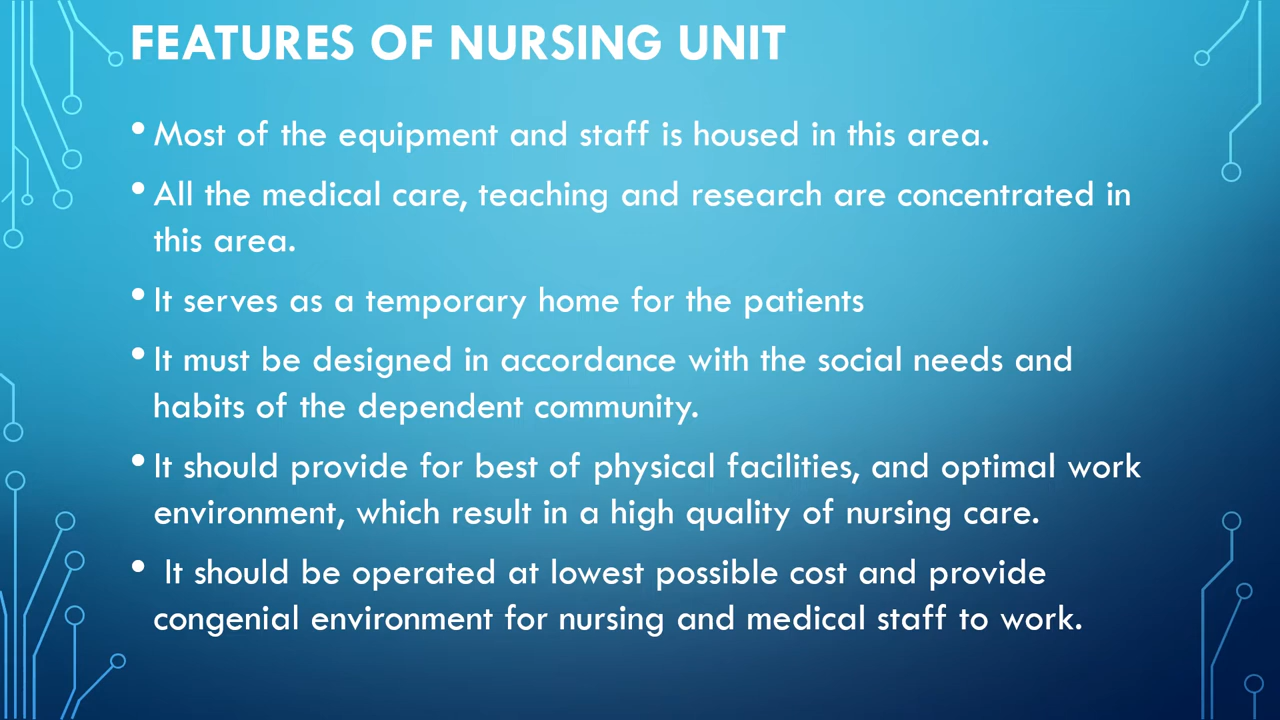 FEATURES OF NURSING UNIT
• Most of the equipment and staff is housed in this area.
• All the medical care, teaching and research are concentrated in
this area.
• It serves as a temporary home for the patients
• It must be designed in accordance with the social needs and
habits of the dependent community.
• It should provide for best of physical facilities, and optimal work
environment, which result in a high quality of nursing care.
• It should be operated at lowest possible cost and provide
congenial environment for nursing and medical staff to work.